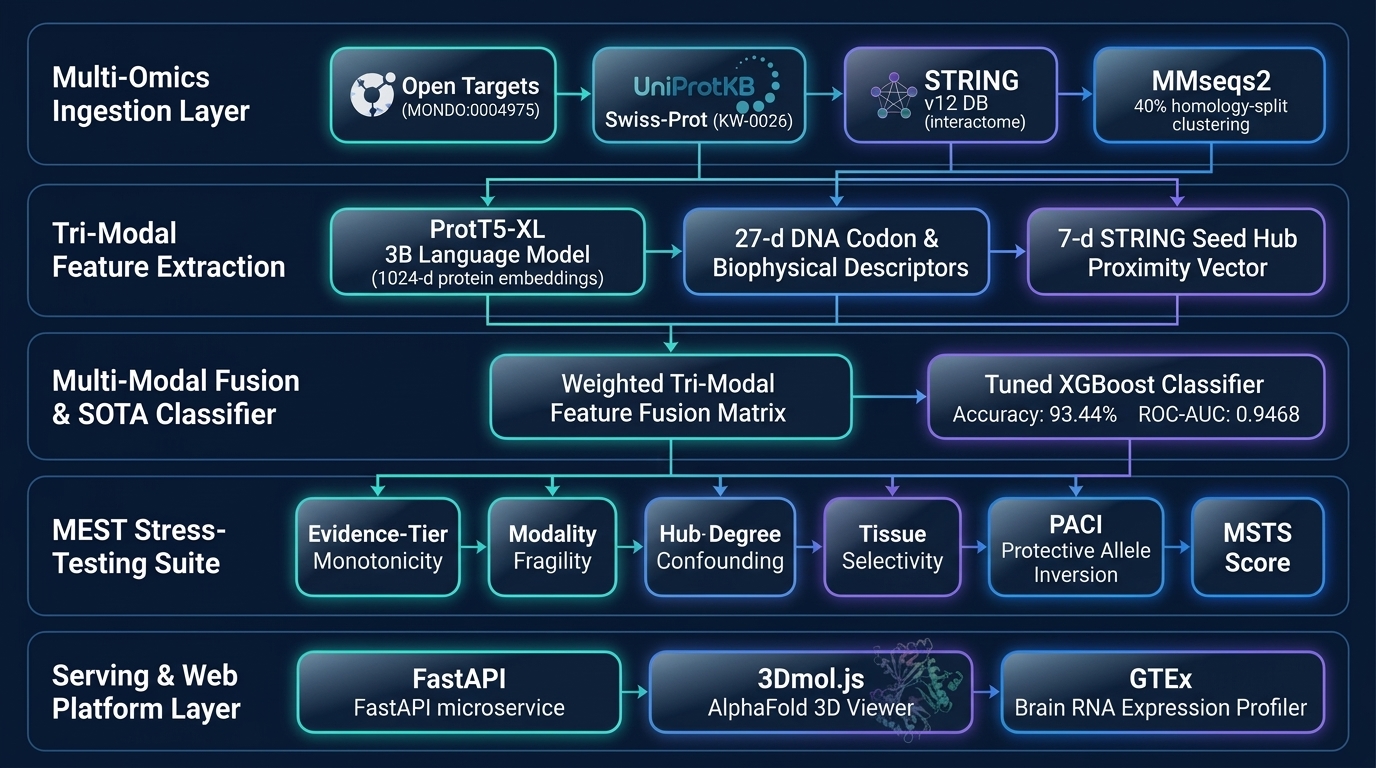 Multi-Omics
Ingestion Layer
Open Targets
(MONDO:0004975)
UniProtKB
Swiss-Prot (KW-0026)
STRING
v12 DB
(interactome)
MMseqs2
40% homology-split
clustering
Tri-Modal
Feature Extraction
ProtT5-XL
3B Language Model
(1024-d protein embeddings)
27-d DNA Codon &
Biophysical Descriptors
7-d STRING Seed Hub
Proximity Vector
Multi-Modal Fusion
& SOTA Classifier
Weighted Tri-Modal
Feature Fusion Matrix
Tuned XGBoost Classifier
Accuracy: 93.44% ROC-AUC: 0.9468
MEST Stress-
Testing Suite
Evidence-Tier
Monotonicity
Modality
Fragility
Hub-Degree
Confounding
Tissue
Selectivity
PACI
Protective Allele
Inversion
MSTS
Score
Serving & Web
Platform Layer
FastAPI
FastAPI microservice
3Dmol.js
AlphaFold 3D Viewer
GTEx
Brain RNA Expression Profiler